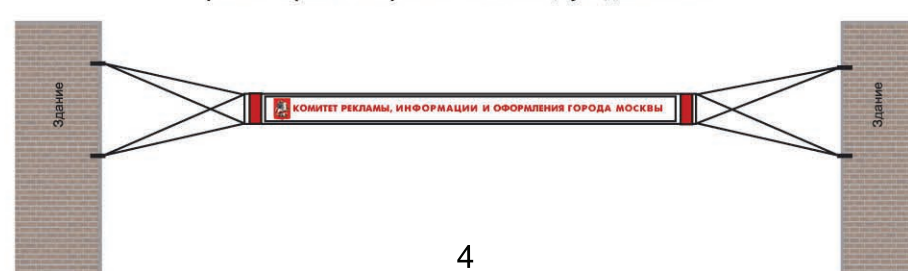 Здание
КОМИТЕТ РЕКЛАМЫ, ИНФОРМАЦИИ И ОФОРМЛЕНИЯ ГОРОДА МОСКВЫ
Здание
4